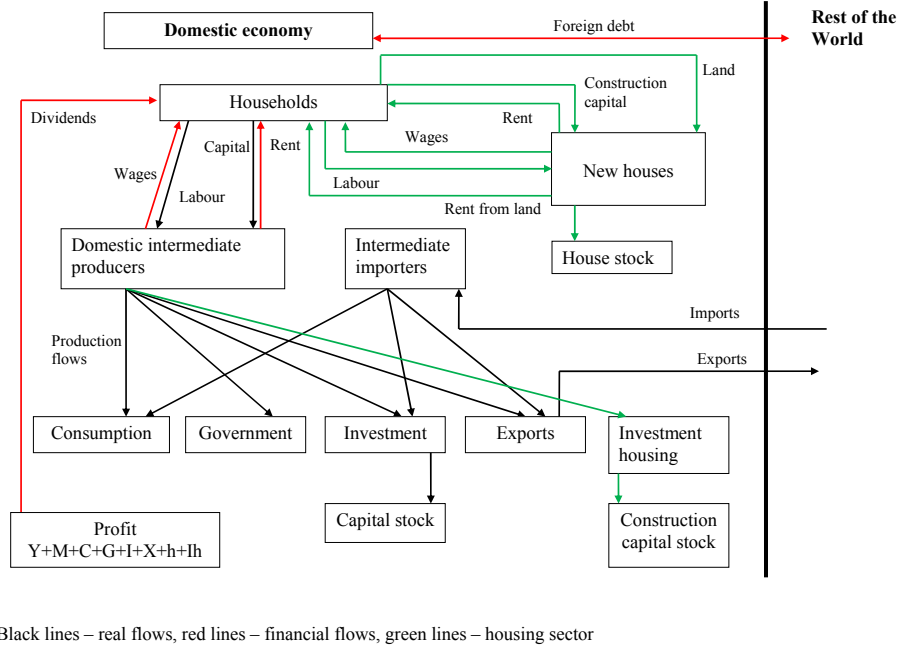 Domestic economy
Foreign debt
Rest of the
World
Land
Construction
capital
Households
Dividends
Rent
Wages
Capital
Rent
Wages
Labour
New houses
Labour
Rent from land
Domestic intermediate
producers
Intermediate
importers
House stock
Imports
Production
flows
Exports
Consumption
Government
Investment
Exports
Investment
housing
Capital stock
Construction
capital stock
Profit
Y+M+C+G+I+X+h+Ih
Black lines – real flows, red lines – financial flows, green lines – housing sector